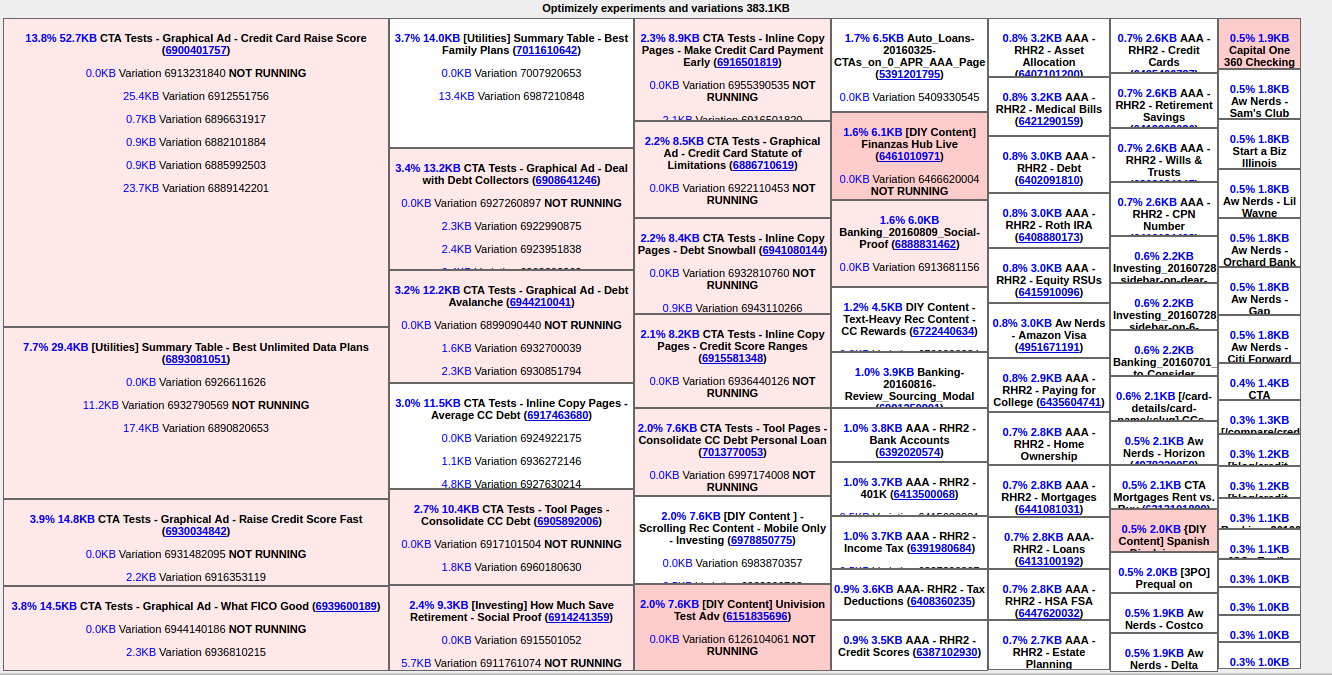 Optimizely experiments and variations 383.1KB
13.8% 52.7KB CTA Tests - Graphical Ad - Credit Card Raise Score
(6900401757)
0.0KB Variation 6913231840 NOT RUNNING
25.4KB Variation 6912551756
0.7KB Variation 6896631917
0.9KB Variation 6882101884
0.9KB Variation 6885992503
23.7KB Variation 6889142201
7.7% 29.4KB [Utilities] Summary Table - Best Unlimited Data Plans
(6893081051)
0.0KB Variation 6926611626
11.2KB Variation 6932790569 NOT RUNNING
17.4KB Variation 6890820653
3.9% 14.8KB CTA Tests - Graphical Ad - Raise Credit Score Fast
(6930034842)
0.0KB Variation 6931482095 NOT RUNNING
2.2KB Variation 6916353119
3.8% 14.5KB CTA Tests - Graphical Ad - What FICO Good (6939600189)
0.0KB Variation 6944140186 NOT RUNNING
2.3KB Variation 6936810215
3.7% 14.0KB [Utilities] Summary Table - Best
Family Plans (7011610642)
0.0KB Variation 7007920653
13.4KB Variation 6987210848
3.4% 13.2KB CTA Tests - Graphical Ad - Deal
with Debt Collectors (6908641246)
0.0KB Variation 6927260897 NOT RUNNING
2.3KB Variation 6922990875
2.4KB Variation 6923951838
3.2% 12.2KB CTA Tests - Graphical Ad - Debt
Avalanche (6944210041)
0.0KB Variation 6899090440 NOT RUNNING
1.6KB Variation 6932700039
2.3KB Variation 6930851794
3.0% 11.5KB CTA Tests - Inline Copy Pages -
Average CC Debt (6917463680)
0.0KB Variation 6924922175
1.1KB Variation 6936272146
4.8KB Variation 6927630214
2.7% 10.4KB CTA Tests - Tool Pages -
Consolidate CC Debt (6905892006)
0.0KB Variation 6917101504 NOT RUNNING
1.8KB Variation 6960180630
2.4% 9.3KB [Investing] How Much Save
Retirement - Social Proof (6914241359)
0.0KB Variation 6915501052
5.7KB Variation 6911761074 NOT RUNNING
2.3% 8.9KB CTA Tests - Inline Copy
Pages - Make Credit Card Payment
Early (6916501819)
0.0KB Variation 6955390535 NOT
RUNNING
2.1KB Variation 6916501820
2.2% 8.5KB CTA Tests - Graphical
Ad - Credit Card Statute of
Limitations (6886710619)
0.0KB Variation 6922110453 NOT
RUNNING
2.2% 8.4KB CTA Tests - Inline Copy
Pages - Debt Snowball (6941080144)
0.0KB Variation 6932810760 NOT
RUNNING
0.9KB Variation 6943110266
2.1% 8.2KB CTA Tests - Inline Copy
Pages - Credit Score Ranges
(6915581348)
0.0KB Variation 6936440126 NOT
RUNNING
2.0% 7.6KB CTA Tests - Tool Pages -
Consolidate CC Debt Personal Loan
(7013770053)
0.0KB Variation 6997174008 NOT
RUNNING
2.0% 7.6KB [DIY Content ] -
Scrolling Rec Content - Mobile Only
- Investing (6978850775)
0.0KB Variation 6983870357
2.0% 7.6KB [DIY Content] Univision
Test Adv (6151835696)
0.0KB Variation 6126104061 NOT
RUNNING
1.7% 6.5KB Auto_Loans-
20160325-
CTAs_on_0_APR_AAA_Page
(5391201795)
0.0KB Variation 5409330545
1.6% 6.1KB [DIY Content]
Finanzas Hub Live
(6461010971)
0.0KB Variation 6466620004
NOT RUNNING
1.6% 6.0KB
Banking_20160809_Social-
Proof (6888831462)
0.0KB Variation 6913681156
1.2% 4.5KB DIY Content -
Text-Heavy Rec Content -
CC Rewards (6722440634)
1.0% 3.9KB Banking-
20160816-
Review_Sourcing_Modal
1.0% 3.8KB AAA - RHR2 -
Bank Accounts
(6392020574)
1.0% 3.7KB AAA - RHR2 -
401K (6413500068)
1.0% 3.7KB AAA - RHR2 -
Income Tax (6391980684)
0.9% 3.6KB AAA- RHR2 - Tax
Deductions (6408360235)
0.9% 3.5KB AAA - RHR2 -
Credit Scores (6387102930)
0.8% 3.2KB AAA -
RHR2 - Asset
Allocation
(6407101200)
0.8% 3.2KB AAA -
RHR2 - Medical Bills
(6421290159)
0.8% 3.0KB AAA -
RHR2 - Debt
(6402091810)
0.8% 3.0KB AAA -
RHR2 - Roth IRA
(6408880173)
0.8% 3.0KB AAA -
RHR2 - Equity RSUs
(6415910096)
0.8% 3.0KB Aw Nerds
- Amazon Visa
(4951671191)
0.8% 2.9KB AAA -
RHR2 - Paying for
College (6435604741)
0.7% 2.8KB AAA -
RHR2 - Home
Ownership
0.7% 2.8KB AAA -
RHR2 - Mortgages
(6441081031)
0.7% 2.8KB AAA-
RHR2 - Loans
(6413100192)
0.7% 2.8KB AAA -
RHR2 - HSA FSA
(6447620032)
0.7% 2.7KB AAA -
RHR2 - Estate
Planning
0.7% 2.6KB AAA -
RHR2 - Credit
Cards
0.7% 2.6KB AAA -
RHR2 - Retirement
Savings
0.7% 2.6KB AAA -
RHR2 - Wills &
Trusts
0.7% 2.6KB AAA -
RHR2 - CPN
Number
0.6% 2.2KB
Investing_20160728
sidebar-on-dear-
0.6% 2.2KB
Investing_20160728
sidebar-on-6-
0.6% 2.2KB
Banking_20160701_
to Consider
0.6% 2.1KB [/card-
details/card-
0.5% 2.1KB Aw
Nerds - Horizon
0.5% 2.1KB CTA
Mortgages Rent vs.
0.5% 2.0KB {DIY
Content] Spanish
0.5% 2.0KB [3PO]
Prequal on
0.5% 1.9KB Aw
Nerds - Costco
0.5% 1.9KB Aw
Nerds - Delta
0.5% 1.9KB
Capital One
360 Checking
0.5% 1.8KB
Aw Nerds -
Sam's Club
0.5% 1.8KB
Start a Biz
Illinois
0.5% 1.8KB
Aw Nerds - Lil
Wayne
0.5% 1.8KB
Aw Nerds -
Orchard Bank
0.5% 1.8KB
Aw Nerds -
Gap
0.5% 1.8KB
Aw Nerds -
Citi Forward
0.4% 1.4KB
CTA
0.3% 1.3KB
0.3% 1.2KB
0.3% 1.2KB
0.3% 1.1KB
0.3% 1.1KB
0.3% 1.0KB
0.3% 1.0KB
0.3% 1.0KB
0.3% 1.0KB